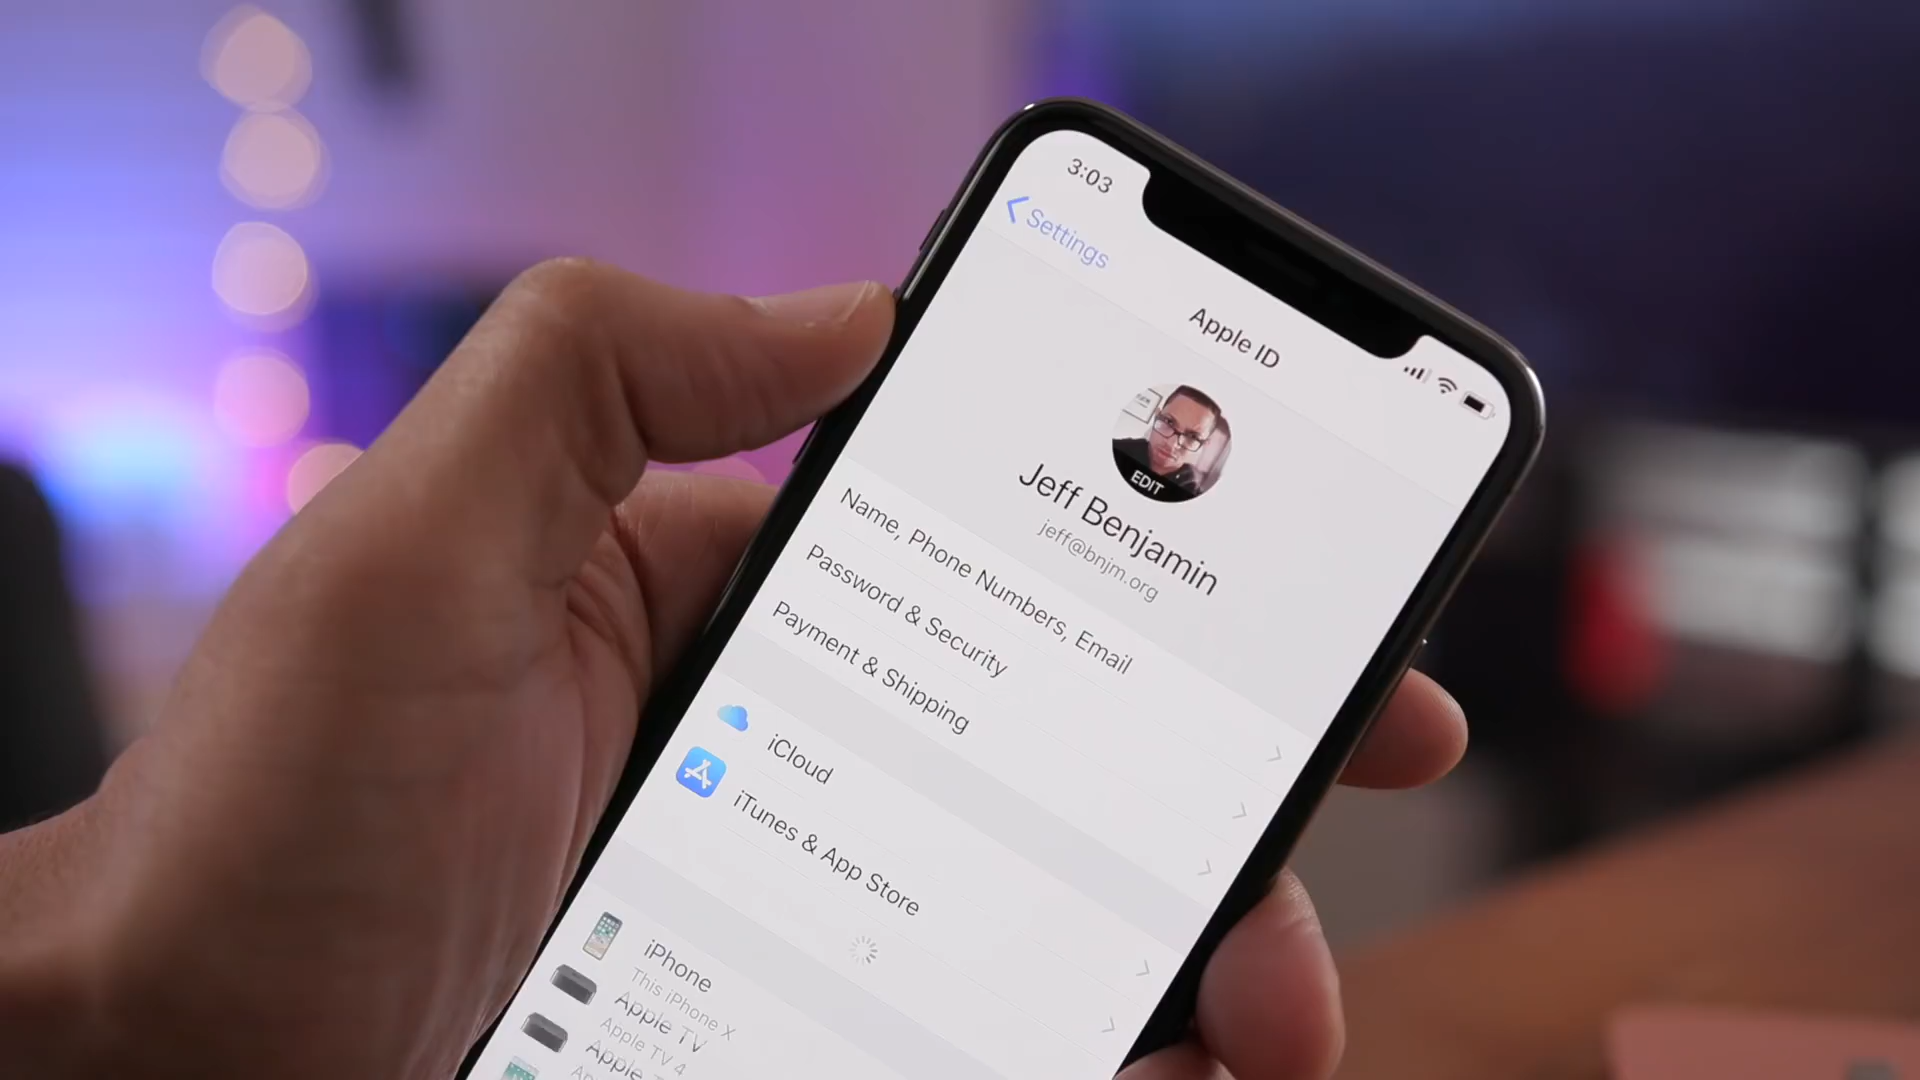 3:03
Settings
Apple ID
EDIT
Jeff Benjamin
jeff@bnjm.org
Name, Phone Numbers, Email
Password & Security
Payment & Shipping
iCloud
iTunes & App Store
iPhone
This iPhone X
Apple TV
Apple TV 4
Apple